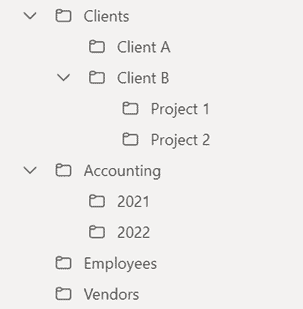 Clients
Client A
Client B
Project 1
Project 2
Accounting
2021
2022
Employees
Vendors